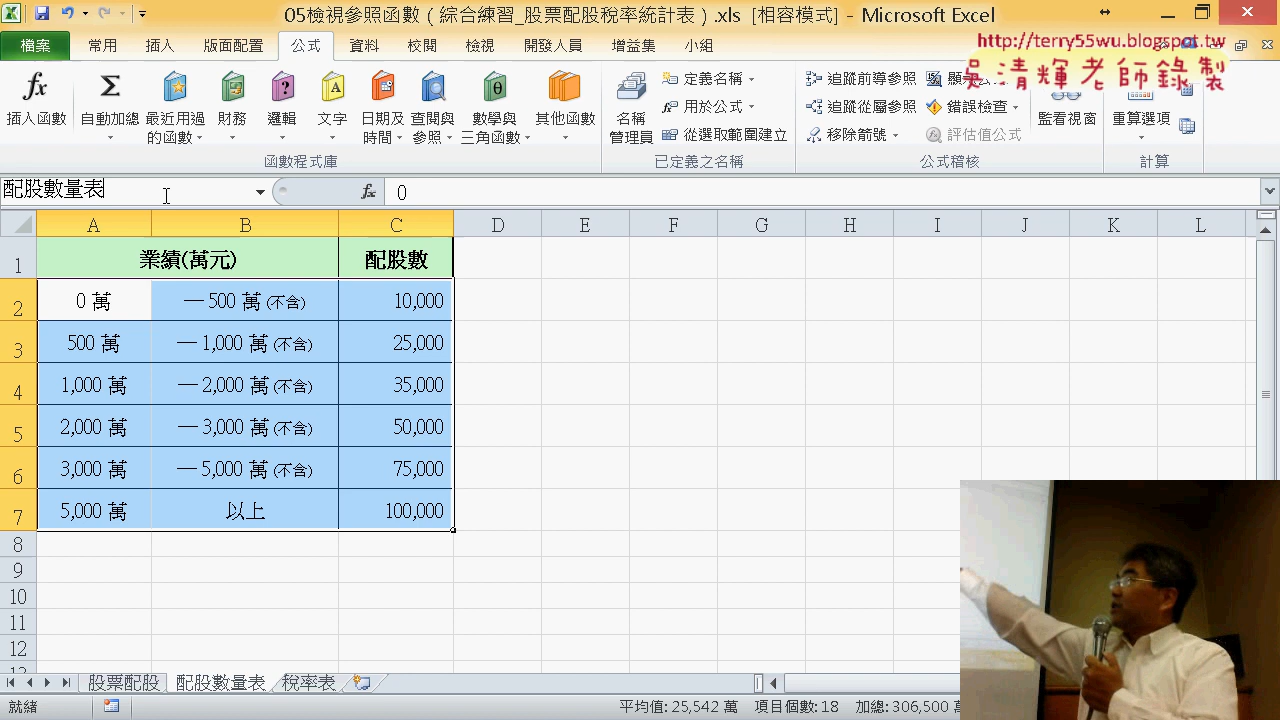 05檢視參照函數(綜合練習_股票配股稅率統計表).xls [相容模式] - Microsoft Excel
檔案 常用 插入 版面配置 公式 資料 校閱 檢視 開發人員 增益集 小組
http://terry55wu.blogspot.tw
吳清輝老師錄製
插入函數 自動加總 最近用過的函數 財務 邏輯 文字 日期及時間 查閱與參照 數學與三角函數 其他函數
函數程式庫
名稱管理員 定義名稱 用於公式 從選取範圍建立
已定義之名稱
追蹤前導參照 追蹤從屬參照 移除箭號 錯誤檢查 評估值公式 監看視窗
公式稽核
重算選項
計算
配股數量表 fx 0
A B C D E F G H I J K L
1 業績(萬元) 配股數
2 0 萬 — 500 萬 (不含) 10,000
3 500 萬 — 1,000 萬 (不含) 25,000
4 1,000 萬 — 2,000 萬 (不含) 35,000
5 2,000 萬 — 3,000 萬 (不含) 50,000
6 3,000 萬 — 5,000 萬 (不含) 75,000
7 5,000 萬 以上 100,000
8
9
10
11
12
股票配股 配股數量表 稅率表
就緒 平均值: 25,542 萬 項目個數: 18 加總: 306,500